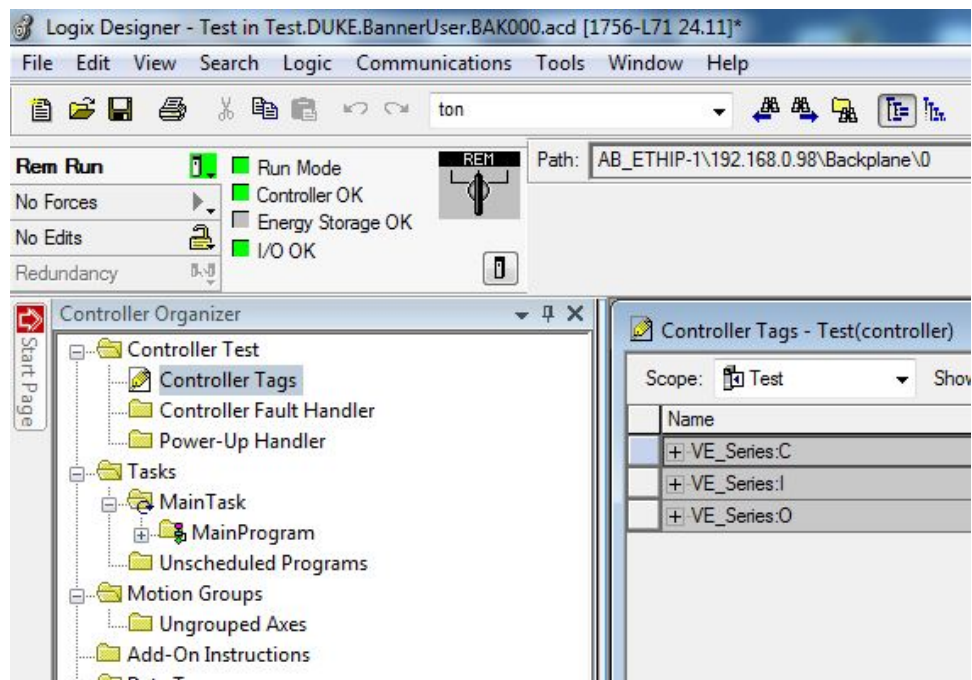 Logix Designer - Test in Test.DUKE.BannerUser.BAK000.acd [1756-L71 24.11]*
File Edit View Search Logic Communications Tools Window Help
ton
Rem Run
No Forces
No Edits
Redundancy
Run Mode
Controller OK
Energy Storage OK
I/O OK
REM
Path: AB_ETHIP-1\192.168.0.98\Backplane\0
Start Page
Controller Organizer
Controller Test
Controller Tags
Controller Fault Handler
Power-Up Handler
Tasks
MainTask
MainProgram
Unscheduled Programs
Motion Groups
Ungrouped Axes
Add-On Instructions
Controller Tags - Test(controller)
Scope: Test Show
Name
VE_Series:C
VE_Series:I
VE_Series:O